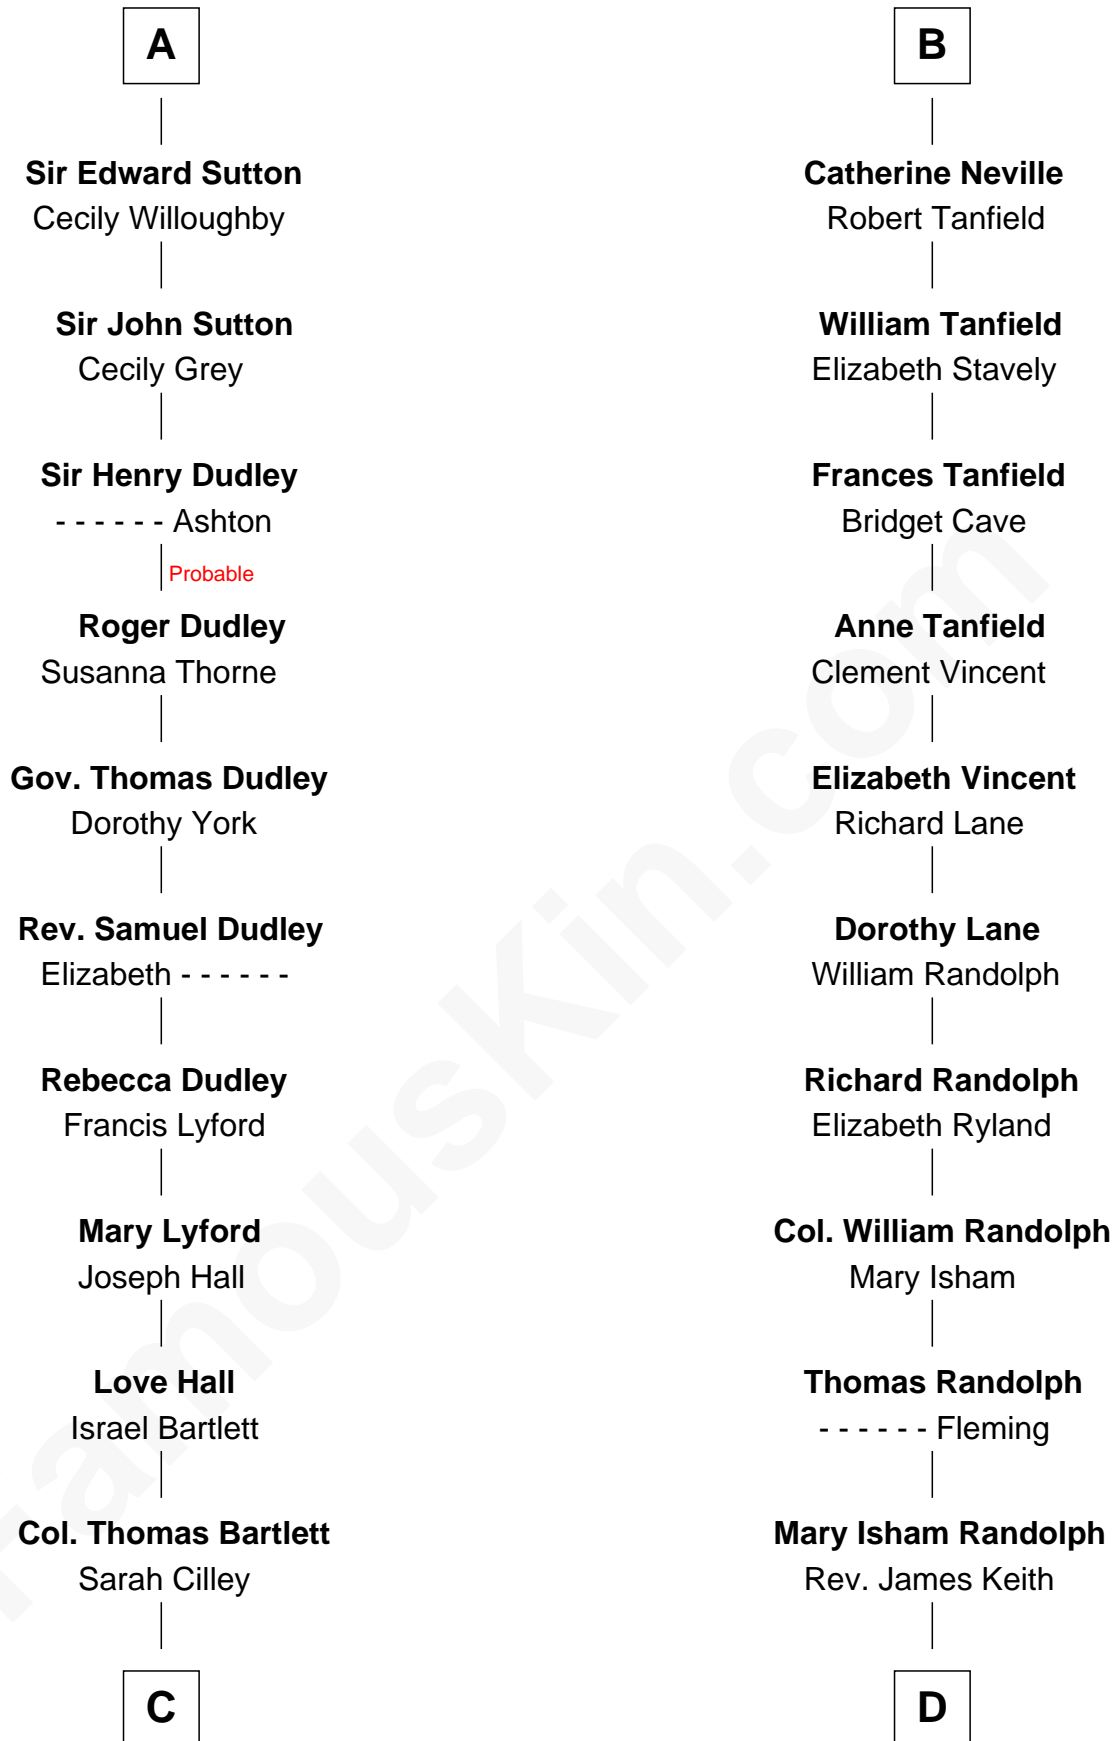 A
Sir Edward Sutton
Cecily Willoughby
Sir John Sutton
Cecily Grey
Sir Henry Dudley
- - - - - - Ashton
Probable
Roger Dudley
Susanna Thorne
Gov. Thomas Dudley
Dorothy York
Rev. Samuel Dudley
Elizabeth - - - - - -
Rebecca Dudley
Francis Lyford
Mary Lyford
Joseph Hall
Love Hall
Israel Bartlett
Col. Thomas Bartlett
Sarah Cilley
C
B
Catherine Neville
Robert Tanfield
William Tanfield
Elizabeth Stavely
Frances Tanfield
Bridget Cave
Anne Tanfield
Clement Vincent
Elizabeth Vincent
Richard Lane
Dorothy Lane
William Randolph
Richard Randolph
Elizabeth Ryland
Col. William Randolph
Mary Isham
Thomas Randolph
- - - - - - Fleming
Mary Isham Randolph
Rev. James Keith
D
FamousKin.com